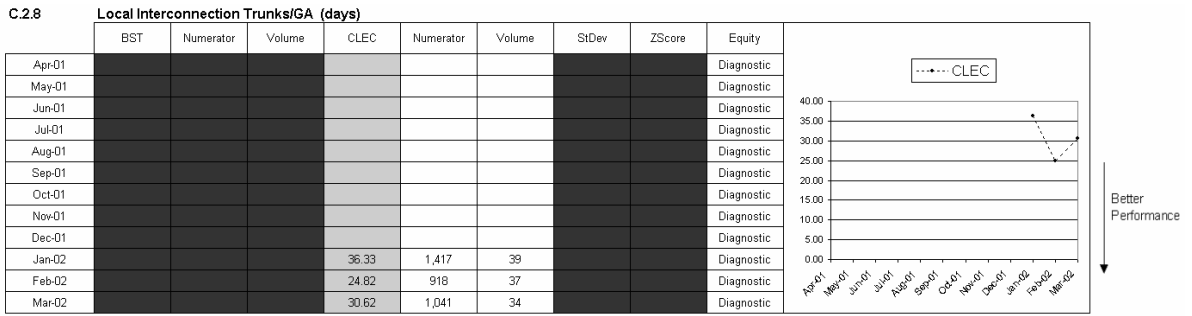 C.2.8 Local Interconnection Trunks/GA (days)
BST Numerator Volume CLEC Numerator Volume StDev ZScore Equity
Apr-01 Diagnostic
May-01 Diagnostic
Jun-01 Diagnostic
Jul-01 Diagnostic
Aug-01 Diagnostic
Sep-01 Diagnostic
Oct-01 Diagnostic
Nov-01 Diagnostic
Dec-01 Diagnostic
Jan-02 36.33 1,417 39 Diagnostic
Feb-02 24.82 918 37 Diagnostic
Mar-02 30.62 1,041 34 Diagnostic
CLEC
40.00
35.00
30.00
25.00
20.00
15.00
10.00
5.00
0.00
Apr-01 May-01 Jun-01 Jul-01 Aug-01 Sep-01 Oct-01 Nov-01 Dec-01 Jan-02 Feb-02 Mar-02
Better
Performance